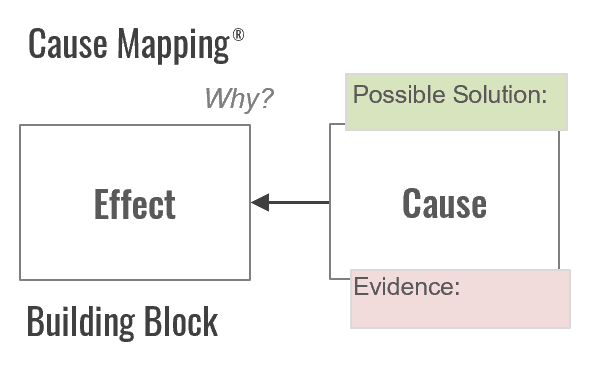 Cause Mapping®
Why?
Possible Solution:
Effect
Cause
Evidence:
Building Block